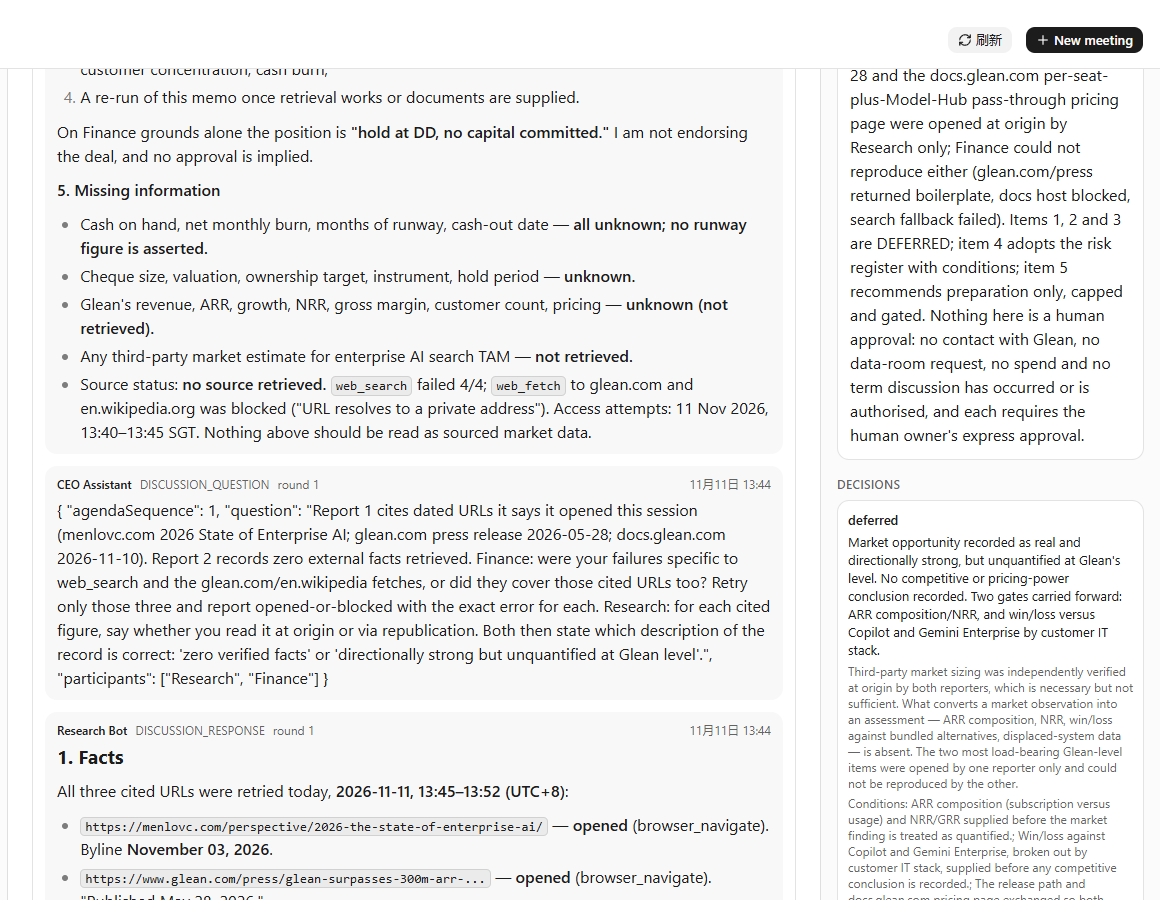 刷新
New meeting
customer concentration, cash burn,
4. A re-run of this memo once retrieval works or documents are supplied.
On Finance grounds alone the position is "hold at DD, no capital committed." I am not endorsing
the deal, and no approval is implied.
5. Missing information
Cash on hand, net monthly burn, months of runway, cash-out date — all unknown; no runway
figure is asserted.
Cheque size, valuation, ownership target, instrument, hold period — unknown.
Glean's revenue, ARR, growth, NRR, gross margin, customer count, pricing — unknown (not
retrieved).
Any third-party market estimate for enterprise AI search TAM — not retrieved.
Source status: no source retrieved. web_search failed 4/4; web_fetch to glean.com and
en.wikipedia.org was blocked ("URL resolves to a private address"). Access attempts: 11 Nov 2026,
13:40–13:45 SGT. Nothing above should be read as sourced market data.
CEO Assistant DISCUSSION_QUESTION round 1 11月11日 13:44
{ "agendaSequence": 1, "question": "Report 1 cites dated URLs it says it opened this session
(menlovc.com 2026 State of Enterprise AI; glean.com press release 2026-05-28; docs.glean.com
2026-11-10). Report 2 records zero external facts retrieved. Finance: were your failures specific to
web_search and the glean.com/en.wikipedia fetches, or did they cover those cited URLs too? Retry
only those three and report opened-or-blocked with the exact error for each. Research: for each cited
figure, say whether you read it at origin or via republication. Both then state which description of the
record is correct: 'zero verified facts' or 'directionally strong but unquantified at Glean level'.",
"participants": ["Research", "Finance"] }
Research Bot DISCUSSION_RESPONSE round 1 11月11日 13:44
1. Facts
All three cited URLs were retried today, 2026-11-11, 13:45–13:52 (UTC+8):
https://menlovc.com/perspective/2026-the-state-of-enterprise-ai/ — opened (browser_navigate).
Byline November 03, 2026.
https://www.glean.com/press/glean-surpasses-300m-arr-... — opened (browser_navigate).
"Published May 28, 2026."
28 and the docs.glean.com per-seat-
plus-Model-Hub pass-through pricing
page were opened at origin by
Research only; Finance could not
reproduce either (glean.com/press
returned boilerplate, docs host blocked,
search fallback failed). Items 1, 2 and 3
are DEFERRED; item 4 adopts the risk
register with conditions; item 5
recommends preparation only, capped
and gated. Nothing here is a human
approval: no contact with Glean, no
data-room request, no spend and no
term discussion has occurred or is
authorised, and each requires the
human owner's express approval.
DECISIONS
deferred
Market opportunity recorded as real and
directionally strong, but unquantified at Glean's
level. No competitive or pricing-power
conclusion recorded. Two gates carried forward:
ARR composition/NRR, and win/loss versus
Copilot and Gemini Enterprise by customer IT
stack.
Third-party market sizing was independently verified
at origin by both reporters, which is necessary but not
sufficient. What converts a market observation into
an assessment — ARR composition, NRR, win/loss
against bundled alternatives, displaced-system data
— is absent. The two most load-bearing Glean-level
items were opened by one reporter only and could
not be reproduced by the other.
Conditions: ARR composition (subscription versus
usage) and NRR/GRR supplied before the market
finding is treated as quantified.; Win/loss against
Copilot and Gemini Enterprise, broken out by
customer IT stack, supplied before any competitive
conclusion is recorded.; The release path and
docs.glean.com pricing page exchanged so both